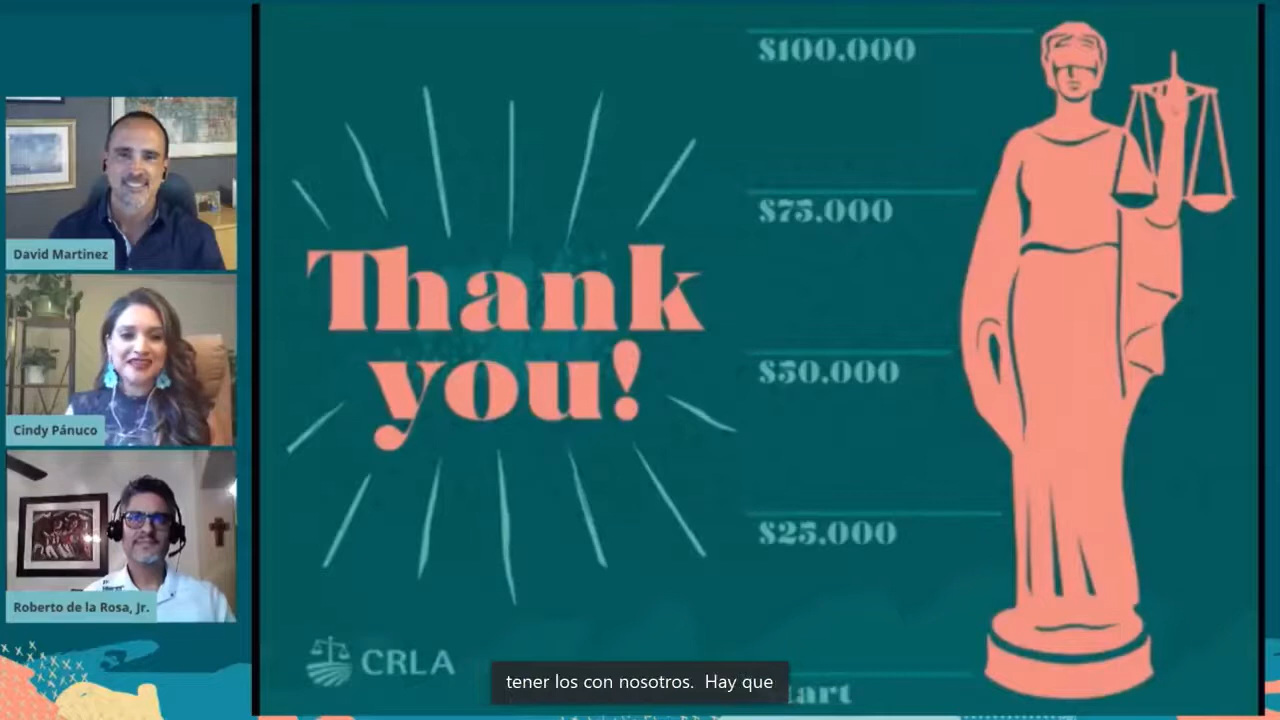 David Martinez
Cindy Pánuco
Roberto de la Rosa, Jr.
Thank
you!
$100.000
$75.000
$50.000
$25.000
CRLA
tener los con nosotros. Hay que